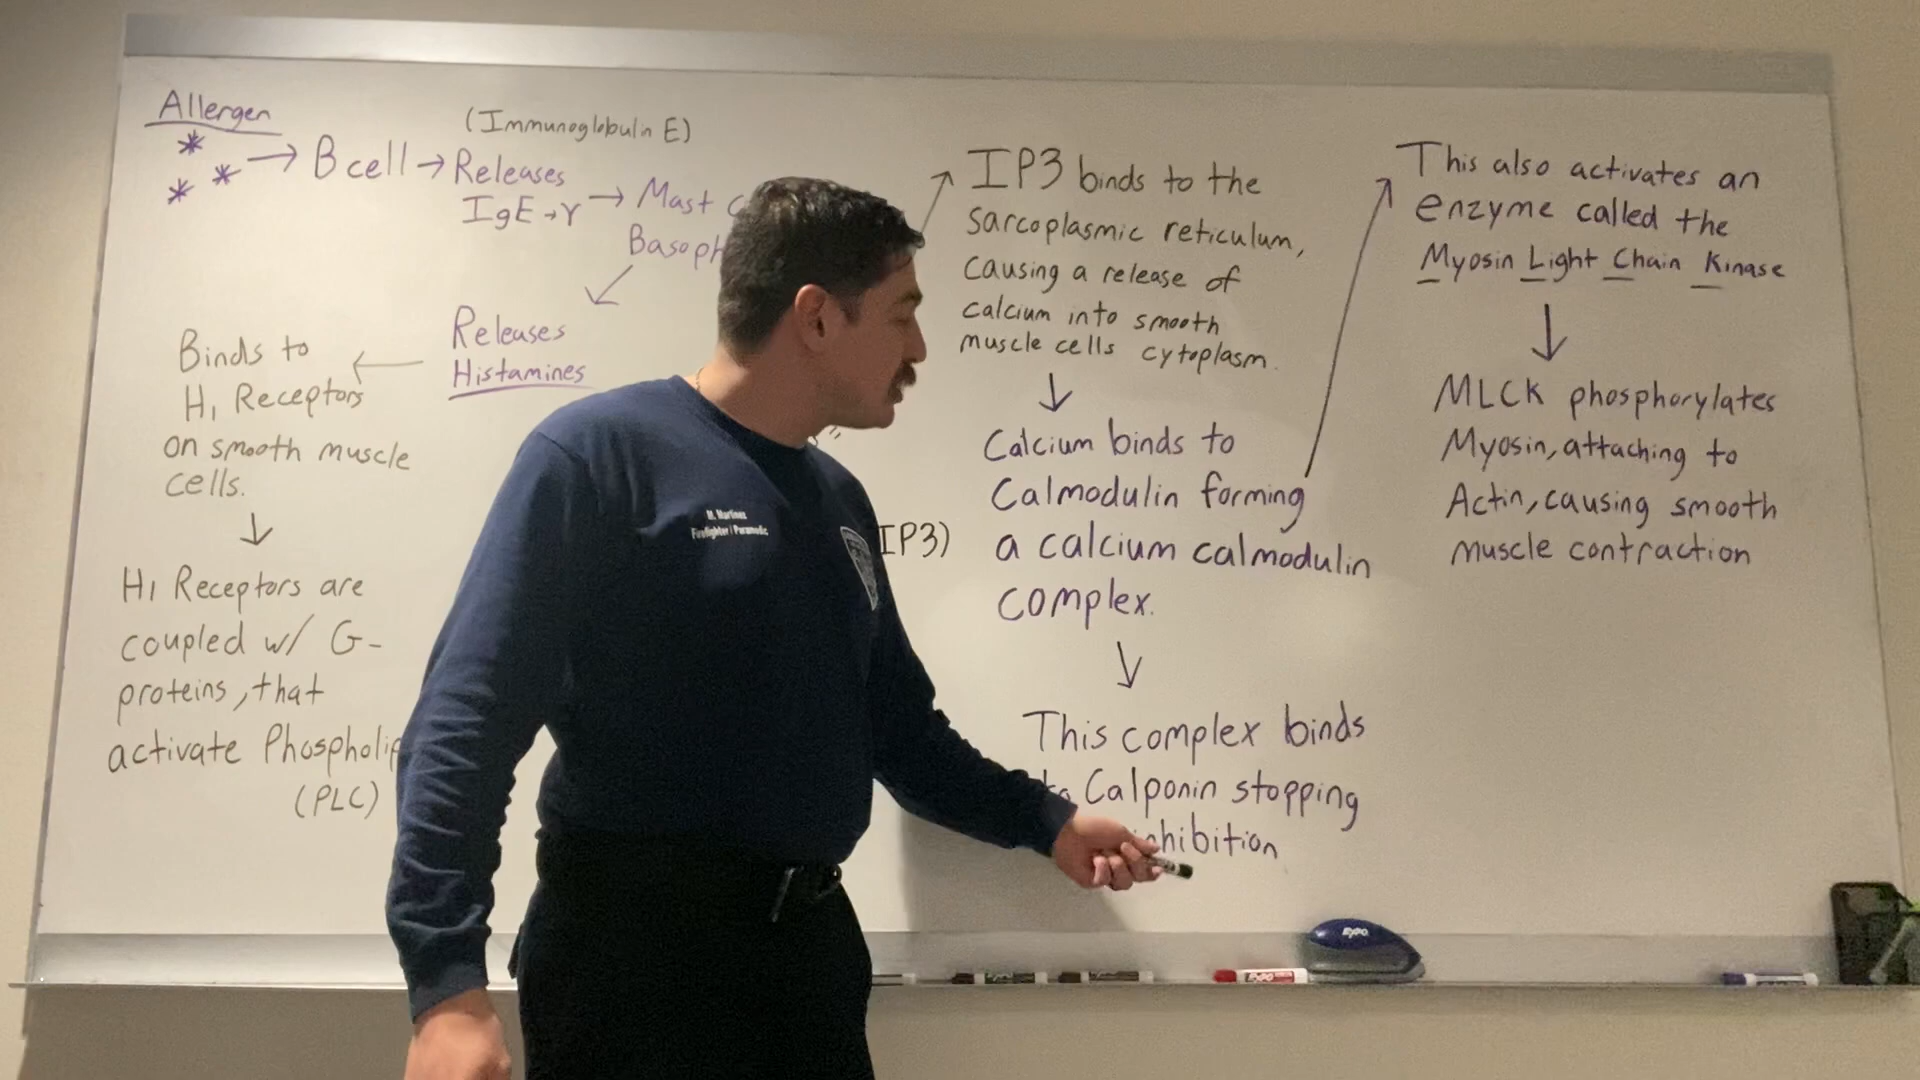 Allergen
(Immunoglobulin E)
B cell → Releases
IgE → Y → Mast
Releases
Histamines
Binds to
H1 Receptors
on smooth muscle
cells.
H1 Receptors are
coupled w/ G-
proteins, that
activate
(PLC)
IP3)
IP3 binds to the
sarcoplasmic reticulum,
causing a release of
calcium into smooth
muscle cells cytoplasm.
Calcium binds to
Calmodulin forming
a calcium calmodulin
complex.
This complex binds
Calponin stopping
This also activates an
enzyme called the
Myosin Light Chain Kinase
MLCK phosphorylates
Myosin, attaching to
Actin, causing smooth
muscle contraction
M. Martinez
Firefighter / Paramedic
EXPO
EXPO